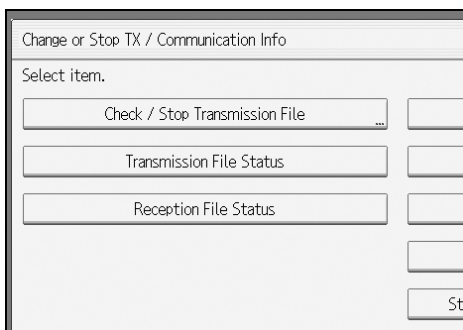 Change or Stop TX / Communication Info
Select item.
Check / Stop Transmission File
...
Transmission File Status
Reception File Status